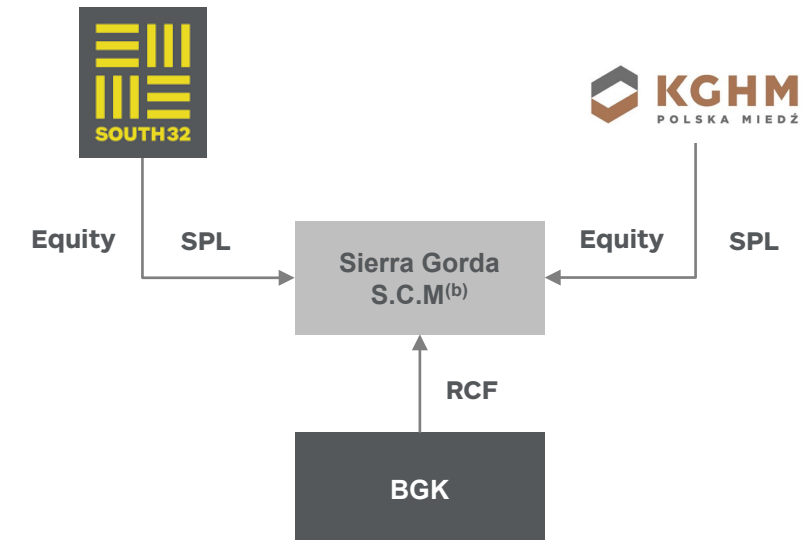 SOUTH32
KGHM
POLSKA MIEDŹ
Equity
SPL
Equity
SPL
Sierra Gorda
S.C.M(b)
RCF
BGK